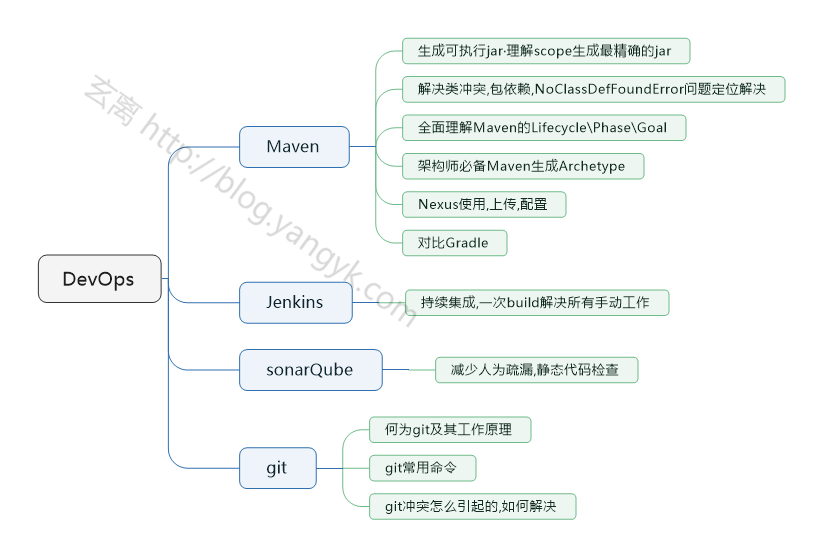 DevOps
Maven
生成可执行jar·理解scope生成最精确的jar
解决类冲突,包依赖,NoClassDefFoundError问题定位解决
全面理解Maven的Lifecycle\Phase\Goal
架构师必备Maven生成Archetype
Nexus使用,上传,配置
对比Gradle
Jenkins
持续集成,一次build解决所有手动工作
sonarQube
减少人为疏漏,静态代码检查
git
何为git及其工作原理
git常用命令
git冲突怎么引起的,如何解决
玄离 http://blog.yangyk.com